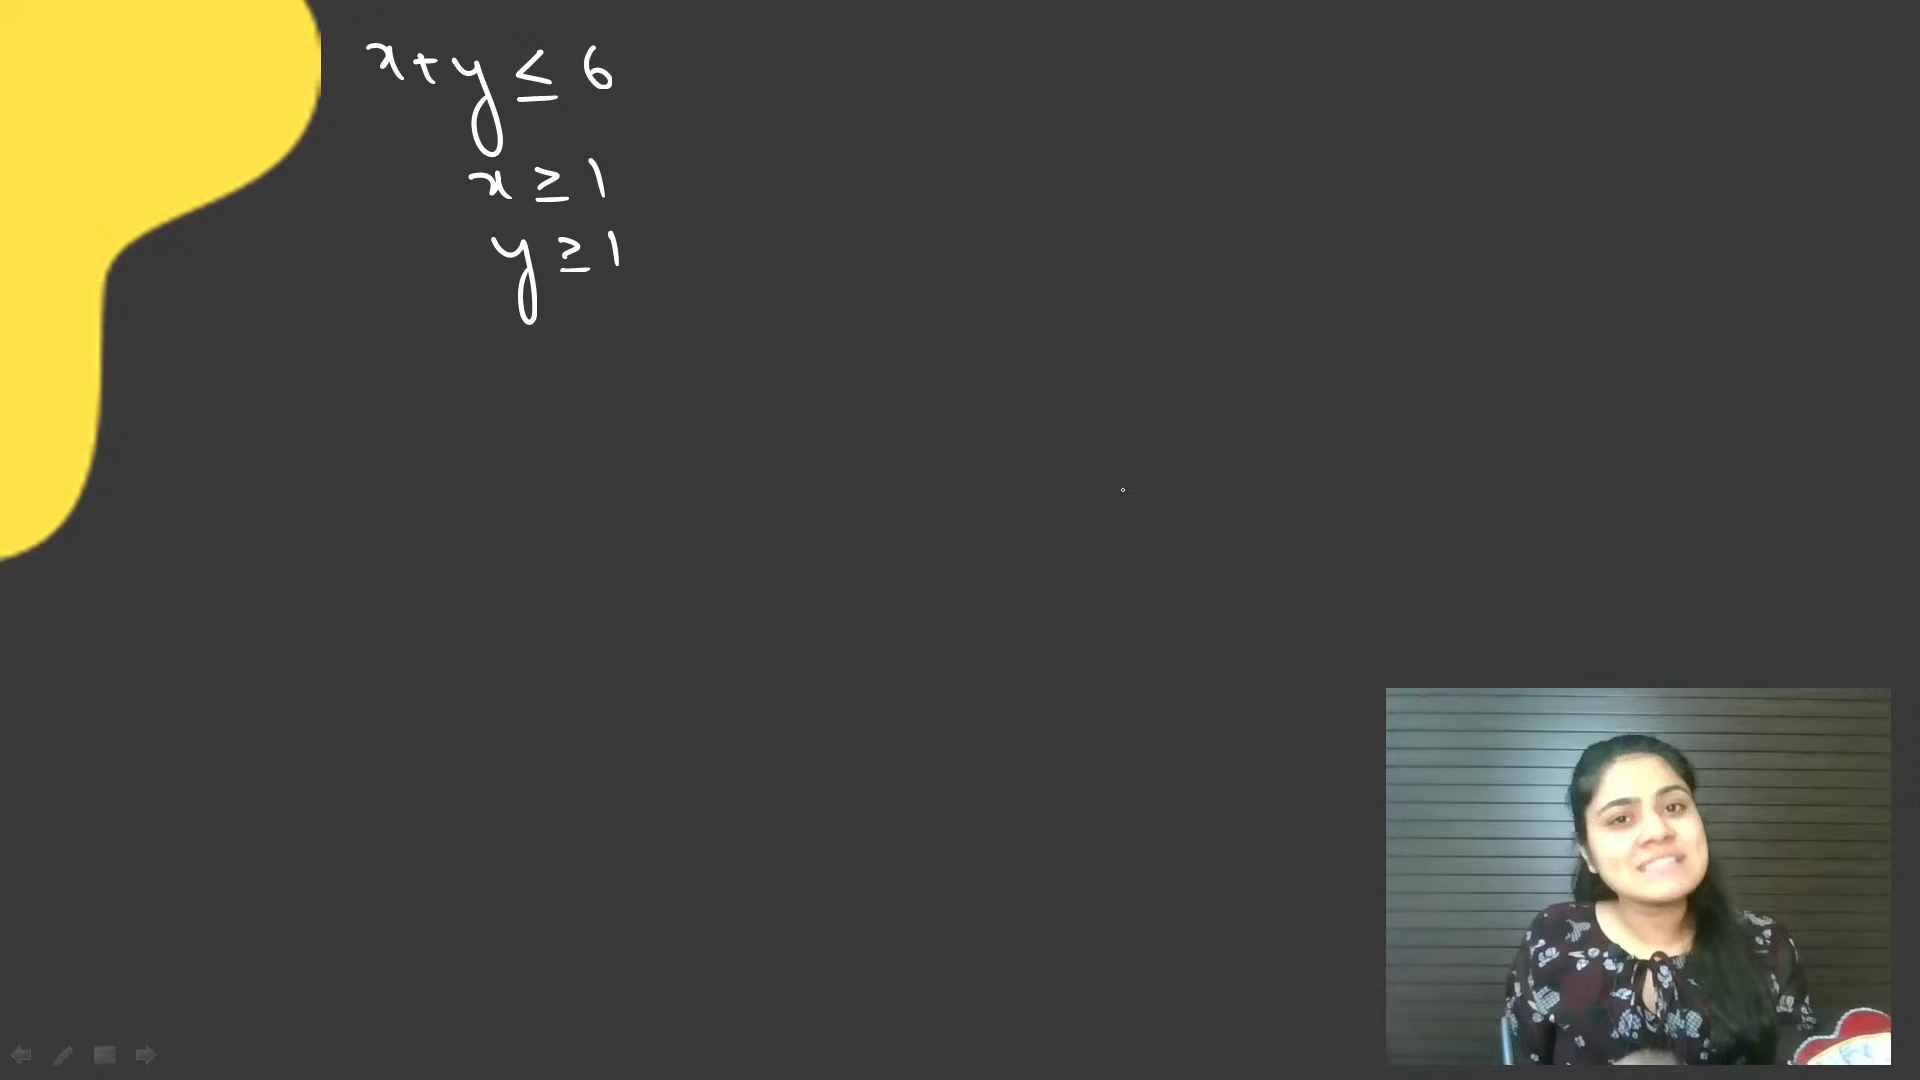 x+y ≤ 6
x ≥ 1
y ≥ 1